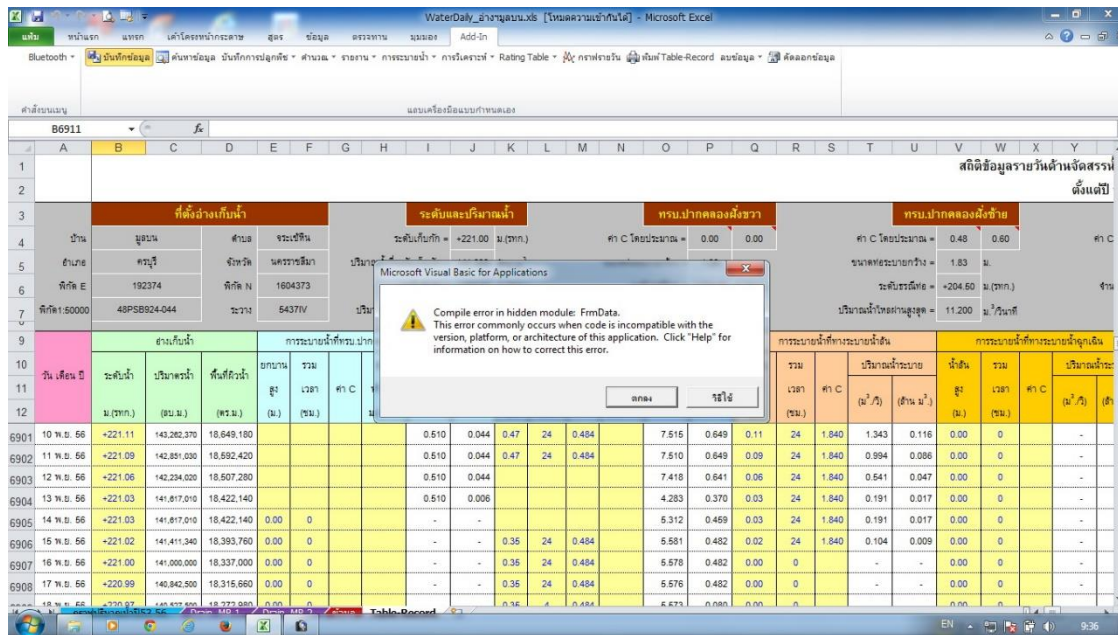 WaterDaily_อ่างฯมูลบน.xls [โหมดความเข้ากันได้] - Microsoft Excel
แฟ้ม หน้าแรก แทรก เค้าโครงหน้ากระดาษ สูตร ข้อมูล ตรวจทาน มุมมอง Add-In
Bluetooth บันทึกข้อมูล ค้นหาข้อมูล บันทึกการปลูกพืช คำนวณ รายงาน การระบายน้ำ การวิเคราะห์ Rating Table กราฟรายวัน พิมพ์ Table-Record ลบข้อมูล คัดลอกข้อมูล
คำสั่งบนเมนู แถบเครื่องมือแบบกำหนดเอง
B6911 fx
A B C D E F G H I J K L M N O P Q R S T U V W X Y
1 สถิติข้อมูลรายวันด้านจัดสรรน้ำ
2 ตั้งแต่ปี
3 ที่ตั้งอ่างเก็บน้ำ ระดับและปริมาณน้ำ ทรบ.ปากคลองฝั่งขวา ทรบ.ปากคลองฝั่งซ้าย
4 บ้าน มูลบน ตำบล จระเข้หิน ระดับเก็บกัก = +221.00 ม.(รทก.) ค่า C โดยประมาณ = 0.00 0.00 ค่า C โดยประมาณ = 0.48 0.60 ค่า C
5 อำเภอ ครบุรี จังหวัด นครราชสีมา ขนาดท่อระบายกว้าง = 1.83 ม.
6 พิกัด E 192374 พิกัด N 1604373 ระดับธรณีท่อ = +204.50 ม.(รทก.)
7 พิกัด1:50000 48PSB924-044 ระวาง 5437IV ปริมาณน้ำไหลผ่านสูงสุด = 11.200 ม.3/วินาที
Microsoft Visual Basic for Applications
Compile error in hidden module: FrmData.
This error commonly occurs when code is incompatible with the
version, platform, or architecture of this application. Click "Help" for
information on how to correct this error.
ตกลง วิธีใช้
9 อ่างเก็บน้ำ การระบายน้ำที่ทรบ.ปาก การระบายน้ำที่ทางระบายน้ำล้น การระบายน้ำที่ทางระบายน้ำฉุกเฉิน
10 วัน เดือน ปี ระดับน้ำ ปริมาตรน้ำ พื้นที่ผิวน้ำ ยกบาน รวม รวม ปริมาณน้ำระบาย น้ำล้น รวม ปริมาณน้ำระ
11 สูง เวลา ค่า C เวลา ค่า C (ม3/วิ) (ล้าน ม3) สูง เวลา ค่า C (ม3/วิ)
12 ม.(รทก.) (ลบ.ม.) (ตร.ม.) (ม.) (ชม.) (ชม.) (ม.) (ชม.)
6901 10 พ.ย. 56 +221.11 143,262,370 18,649,180 0.510 0.044 0.47 24 0.484 7.515 0.649 0.11 24 1.840 1.343 0.116 0.00 0 -
6902 11 พ.ย. 56 +221.09 142,851,030 18,592,420 0.510 0.044 0.47 24 0.484 7.510 0.649 0.09 24 1.840 0.994 0.086 0.00 0 -
6903 12 พ.ย. 56 +221.06 142,234,020 18,507,280 0.510 0.044 7.418 0.641 0.06 24 1.840 0.541 0.047 0.00 0 -
6904 13 พ.ย. 56 +221.03 141,617,010 18,422,140 0.510 0.006 4.283 0.370 0.03 24 1.840 0.191 0.017 0.00 0 -
6905 14 พ.ย. 56 +221.03 141,617,010 18,422,140 0.00 0 - - 5.312 0.459 0.03 24 1.840 0.191 0.017 0.00 0 -
6906 15 พ.ย. 56 +221.02 141,411,340 18,393,760 0.00 0 - - 0.35 24 0.484 5.581 0.482 0.02 24 1.840 0.104 0.009 0.00 0 -
6907 16 พ.ย. 56 +221.00 141,000,000 18,337,000 0.00 0 - - 0.35 24 0.484 5.578 0.482 0.00 0 - - 0.00 0 -
6908 17 พ.ย. 56 +220.99 140,842,500 18,315,660 0.00 0 - - 0.35 24 0.484 5.576 0.482 0.00 0 - - 0.00 0 -
Drain_MR 1 Drain_MR 2 ข้อมูล Table-Record
EN 9:36